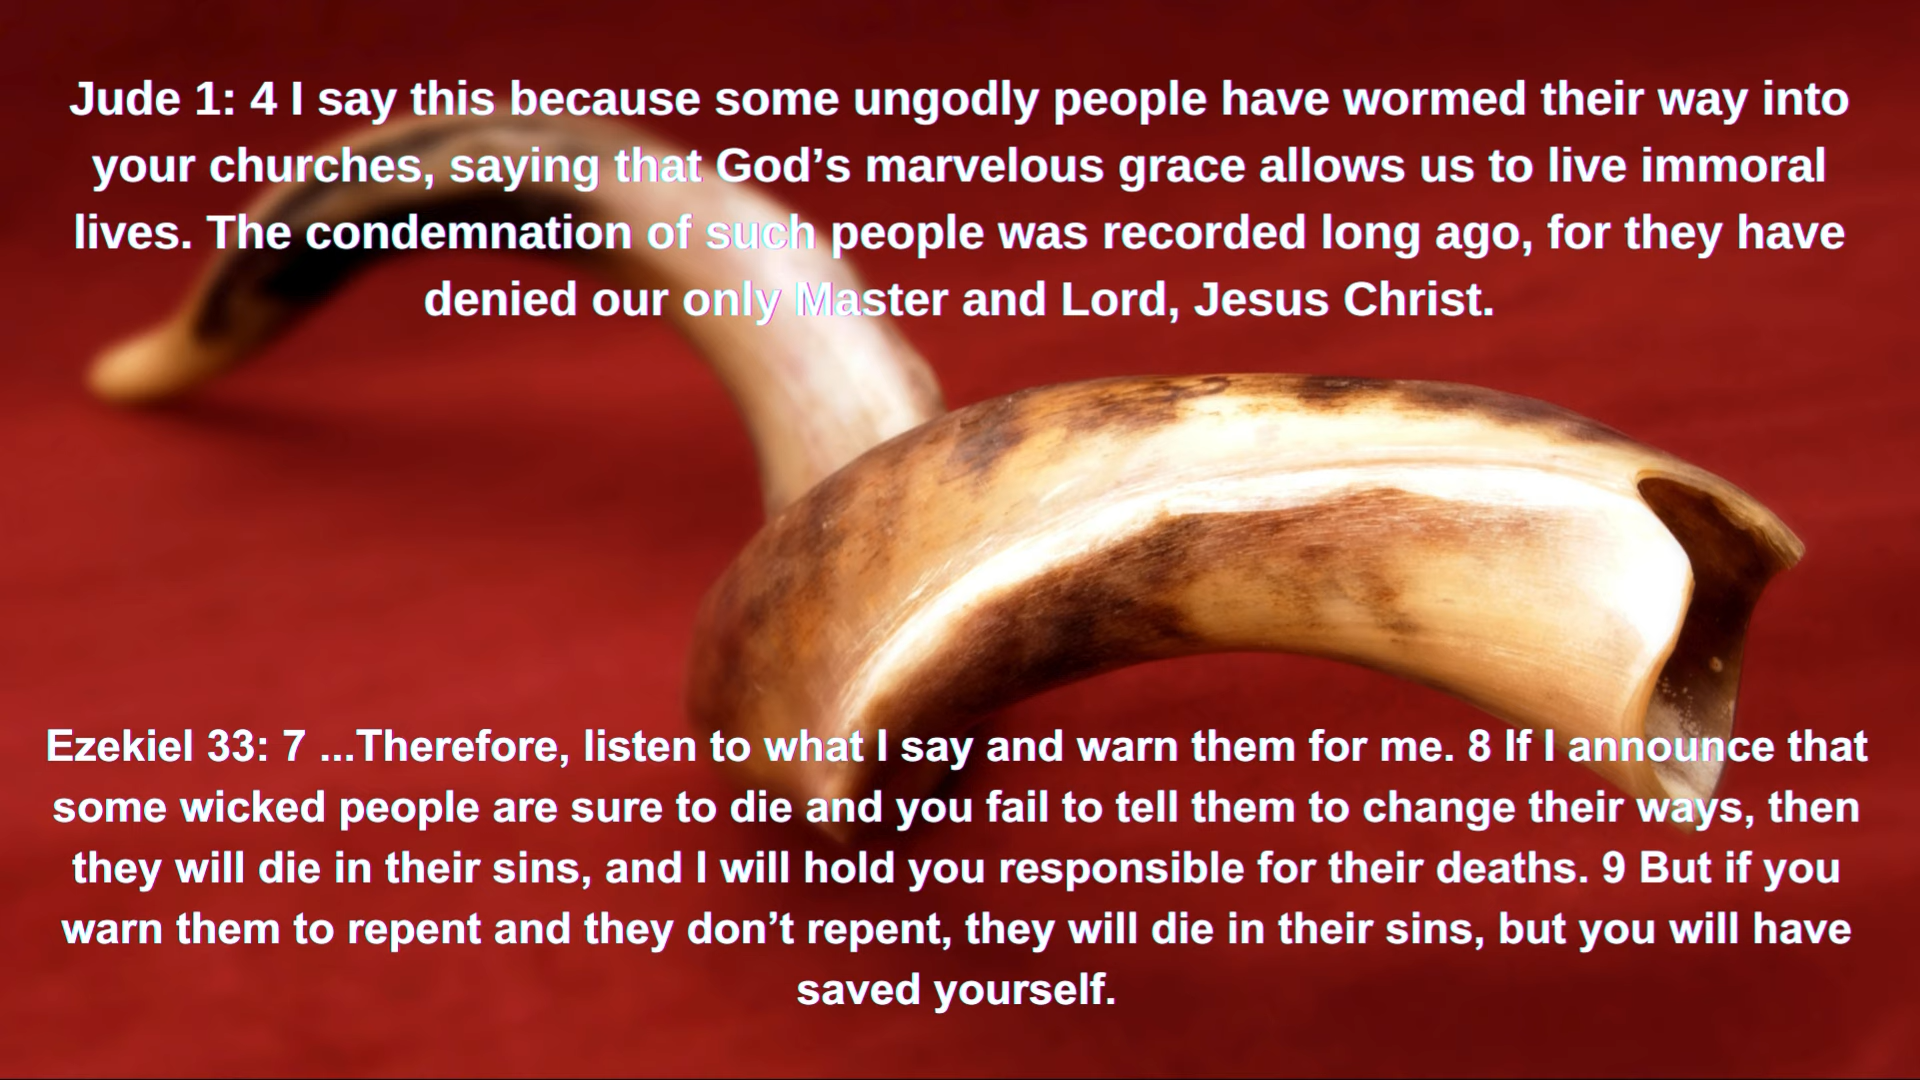 Jude 1: 4 I say this because some ungodly people have wormed their way into
your churches, saying that God’s marvelous grace allows us to live immoral
lives. The condemnation of such people was recorded long ago, for they have
denied our only Master and Lord, Jesus Christ.
Ezekiel 33: 7 ...Therefore, listen to what I say and warn them for me. 8 If I announce that
some wicked people are sure to die and you fail to tell them to change their ways, then
they will die in their sins, and I will hold you responsible for their deaths. 9 But if you
warn them to repent and they don’t repent, they will die in their sins, but you will have
saved yourself.